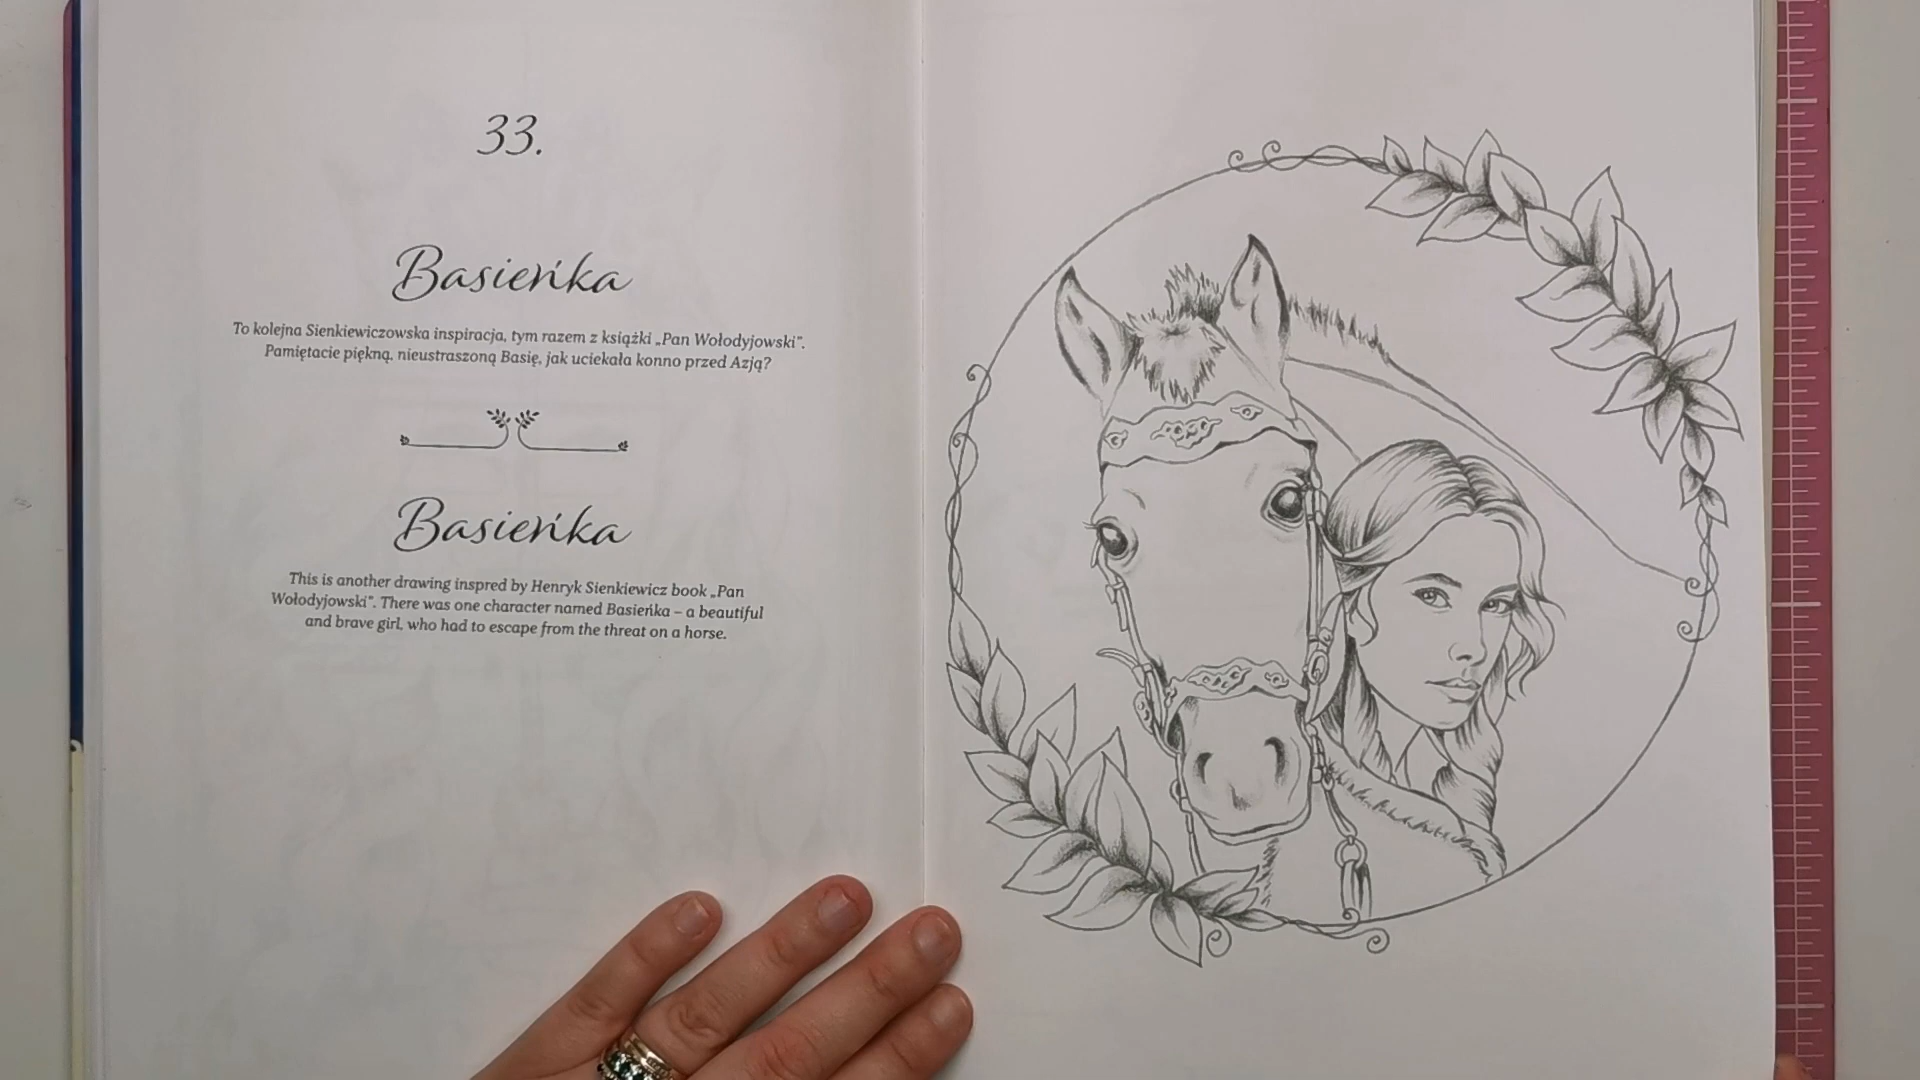 33.
Basieńka
To kolejna Sienkiewiczowska inspiracja, tym razem z książki „Pan Wołodyjowski”.
Pamiętacie piękną, nieustraszoną Basię, jak uciekała konno przed Azją?
Basieńka
This is another drawing inspred by Henryk Sienkiewicz book „Pan
Wołodyjowski”. There was one character named Basieńka – a beautiful
and brave girl, who had to escape from the threat on a horse.